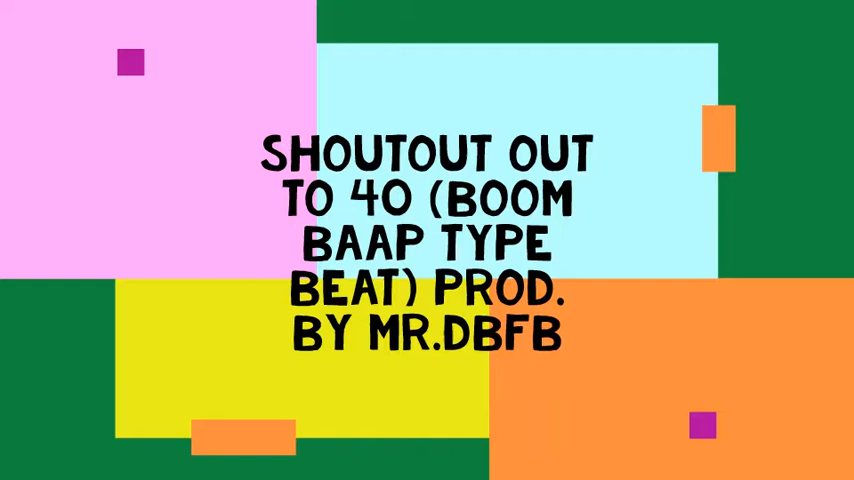 SHOUTOUT OUT
TO 40 (BOOM
BAAP TYPE
BEAT) PROD.
BY MR.DBFB